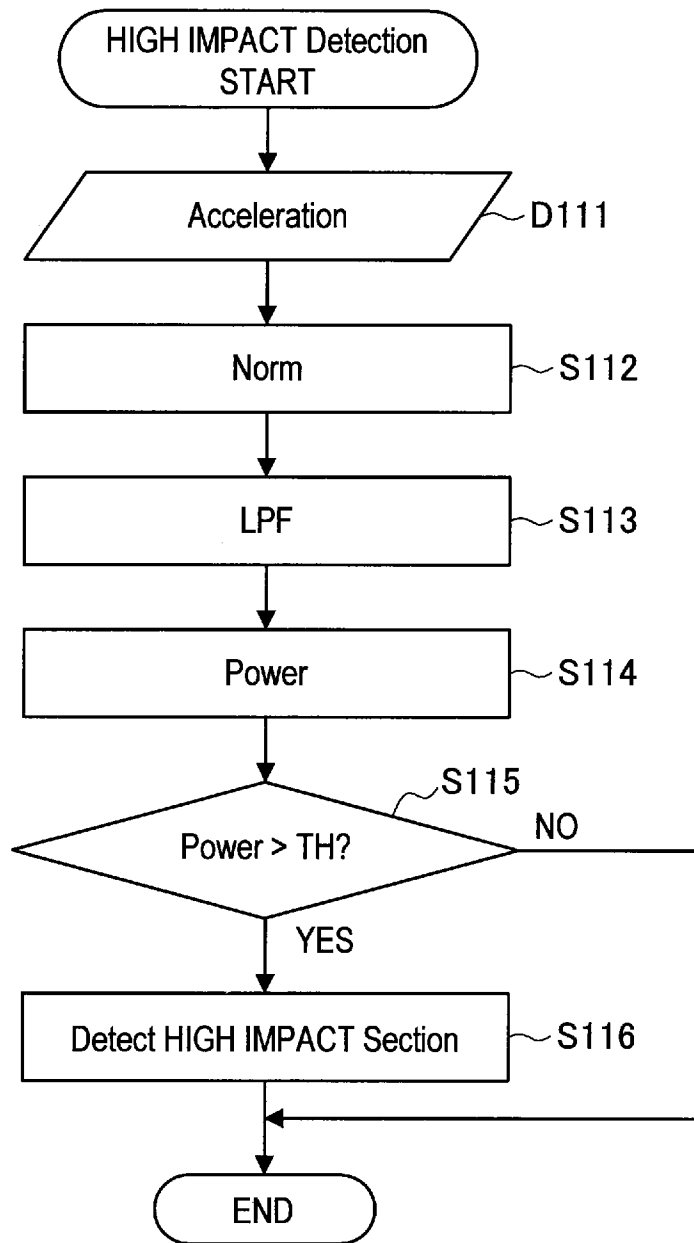 HIGH IMPACT Detection
START
Acceleration
D111
Norm
S112
LPF
S113
Power
S114
S115
Power > TH?
NO
YES
Detect HIGH IMPACT Section
S116
END